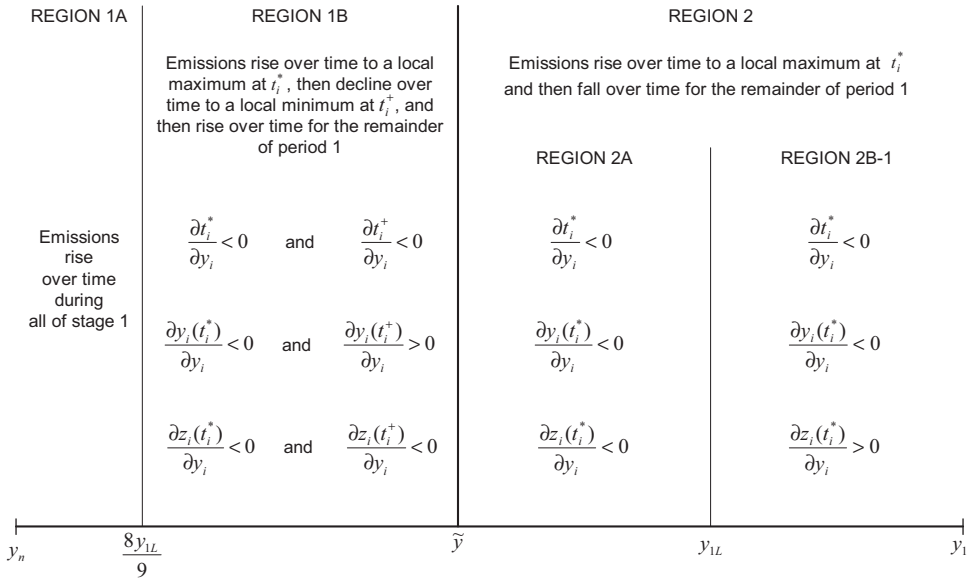 REGION 1A
REGION 1B
REGION 2
Emissions rise over time to a local
maximum at t_i^*, then decline over
time to a local minimum at t_i^+, and
then rise over time for the remainder
of period 1
Emissions rise over time to a local maximum at t_i^*
and then fall over time for the remainder of period 1
REGION 2A
REGION 2B-1
Emissions
rise
over time
during
all of stage 1
∂t_i^*/∂y_i < 0 and ∂t_i^+/∂y_i < 0
∂t_i^*/∂y_i < 0
∂t_i^*/∂y_i < 0
∂y_i(t_i^*)/∂y_i < 0 and ∂y_i(t_i^+)/∂y_i > 0
∂y_i(t_i^*)/∂y_i < 0
∂y_i(t_i^*)/∂y_i < 0
∂z_i(t_i^*)/∂y_i < 0 and ∂z_i(t_i^+)/∂y_i < 0
∂z_i(t_i^*)/∂y_i < 0
∂z_i(t_i^*)/∂y_i > 0
y_n
8y_{1L}/9
ỹ
y_{1L}
y_1